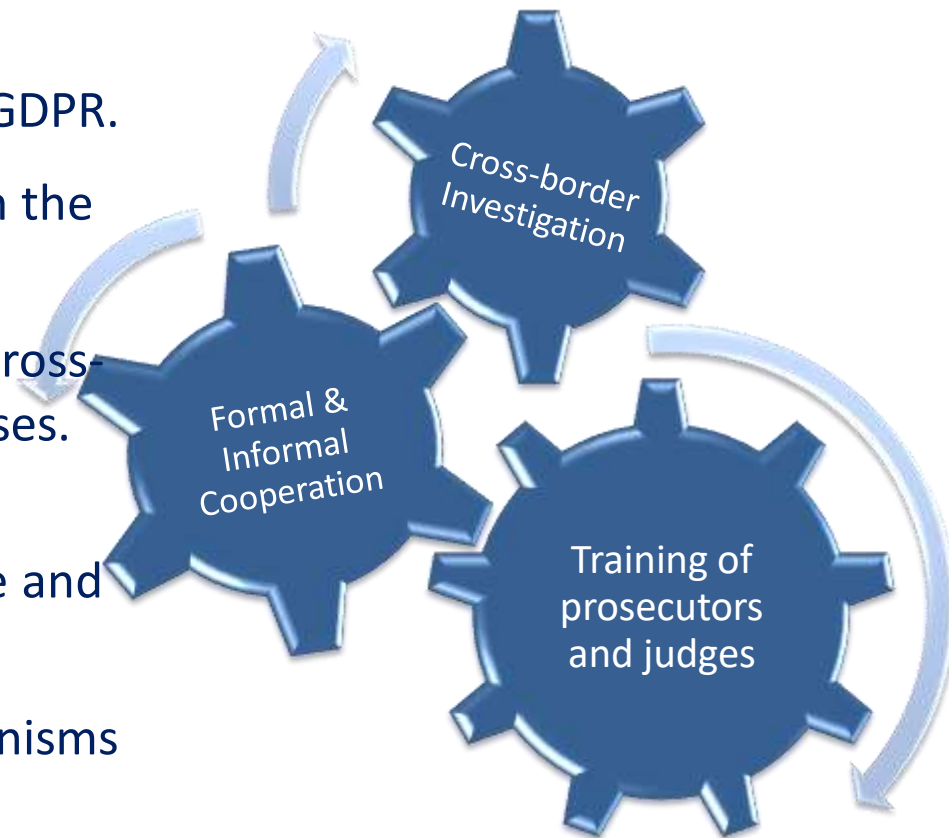 GDPR.
n the
ross-
ses.
e and
nisms
Cross-border
Investigation
Formal &
Informal
Cooperation
Training of
prosecutors
and judges